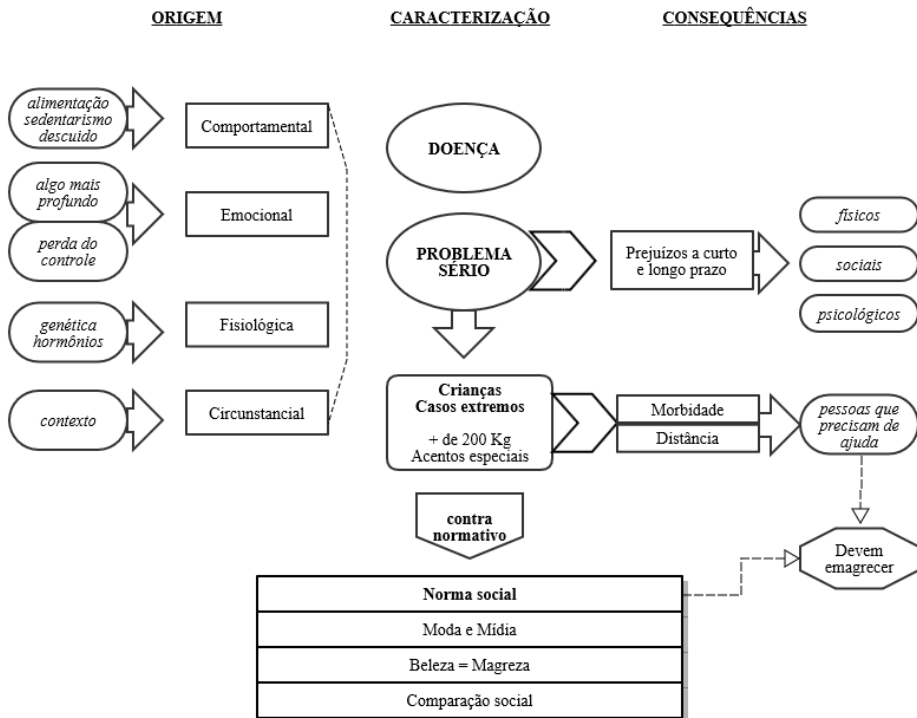 ORIGEM
CARACTERIZAÇÃO
CONSEQUÊNCIAS
alimentação
sedentarismo
descuido
Comportamental
algo mais
profundo
perda do
controle
Emocional
genética
hormônios
Fisiológica
contexto
Circunstancial
DOENÇA
PROBLEMA
SÉRIO
Prejuízos a curto
e longo prazo
físicos
sociais
psicológicos
Crianças
Casos extremos
+ de 200 Kg
Acentos especiais
Morbidade
Distância
pessoas que
precisam de
ajuda
contra
normativo
Devem
emagrecer
Norma social
Moda e Mídia
Beleza = Magreza
Comparação social